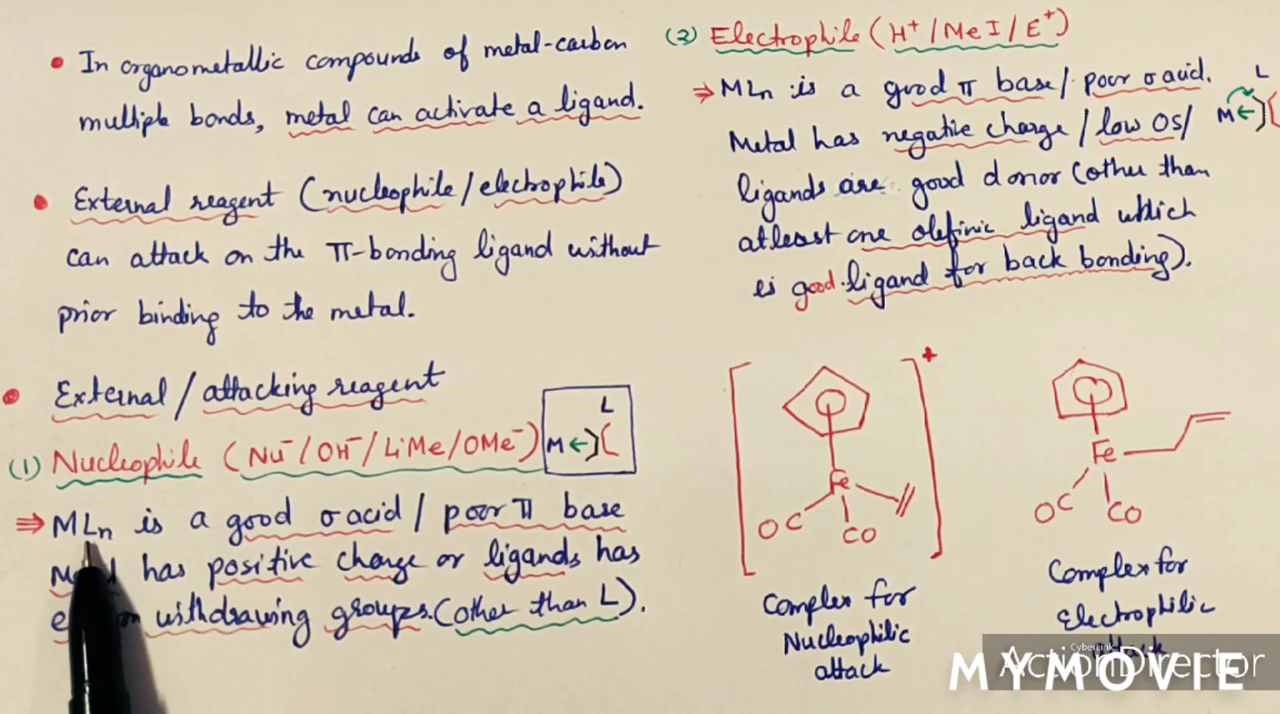 • In organometallic compounds of metal-carbon
multiple bonds, metal can activate a ligand.
• External reagent (nucleophile/electrophile)
can attack on the π-bonding ligand without
prior binding to the metal.
• External / attacking reagent
(1) Nucleophile (Nu⁻/OH⁻/LiMe/OMe⁻)
L
M ←
⇒ MLn is a good σ acid / poor π base
has positive charge or ligands has
withdrawing groups. (other than L).
(2) Electrophile (H⁺/MeI/E⁺)
⇒ MLn is a good π base/ poor σ acid.
Metal has negative charge / low OS/
ligands are good donor (other than
atleast one olefinic ligand which
is good ligand for back bonding).
L
M ←
+
Fe
OC
CO
Complex for
Nucleophilic
attack
Fe
OC
CO
Complex for
Electrophilic
CyberLink
ActionDirector
MYMOVIE